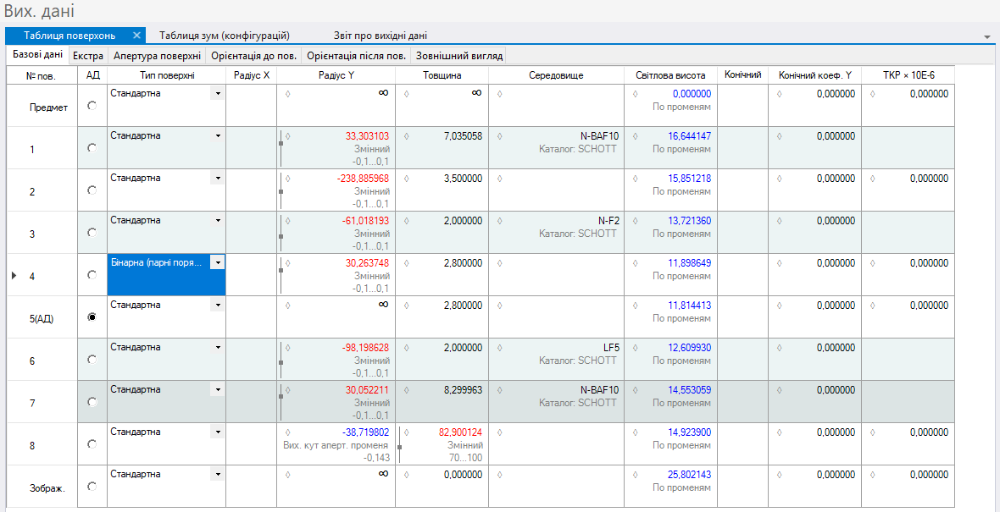 Вих. дані
Таблиця поверхонь ✕ Таблиця зум (конфігурацій) Звіт про вихідні дані
Базові дані Екстра Апертура поверхні Орієнтація до пов. Орієнтація після пов. Зовнішний вигляд
№ пов. АД Тип поверхні Радіус X Радіус Y Товщина Середовище Світлова висота Конічний Конічний коеф. Y ТКР × 10Е-6
Предмет Стандартна ∞ ∞ 0,000000 0,000000 0,000000
По променям
1 Стандартна 33,303103 7,035058 N-BAF10 16,644147 0,000000
Змінний Каталог: SCHOTT По променям
-0,1...0,1
2 Стандартна -238,885968 3,500000 15,851218 0,000000 0,000000
Змінний По променям
-0,1...0,1
3 Стандартна -61,018193 2,000000 N-F2 13,721360 0,000000
Змінний Каталог: SCHOTT По променям
-0,1...0,1
4 Бінарна (парні поря... 30,263748 2,800000 11,898649 0,000000 0,000000
Змінний По променям
-0,1...0,1
5(АД) Стандартна ∞ 2,800000 11,814413 0,000000 0,000000
По променям
6 Стандартна -98,198628 2,000000 LF5 12,609930 0,000000
Змінний Каталог: SCHOTT По променям
-0,1...0,1
7 Стандартна 30,052211 8,299963 N-BAF10 14,553059 0,000000
Змінний Каталог: SCHOTT По променям
-0,1...0,1
8 Стандартна -38,719802 82,900124 14,923900 0,000000 0,000000
Вих. кут аперт. променя Змінний По променям
-0,143 70...100
Зображ. Стандартна ∞ 0,000000 25,802143 0,000000 0,000000
По променям